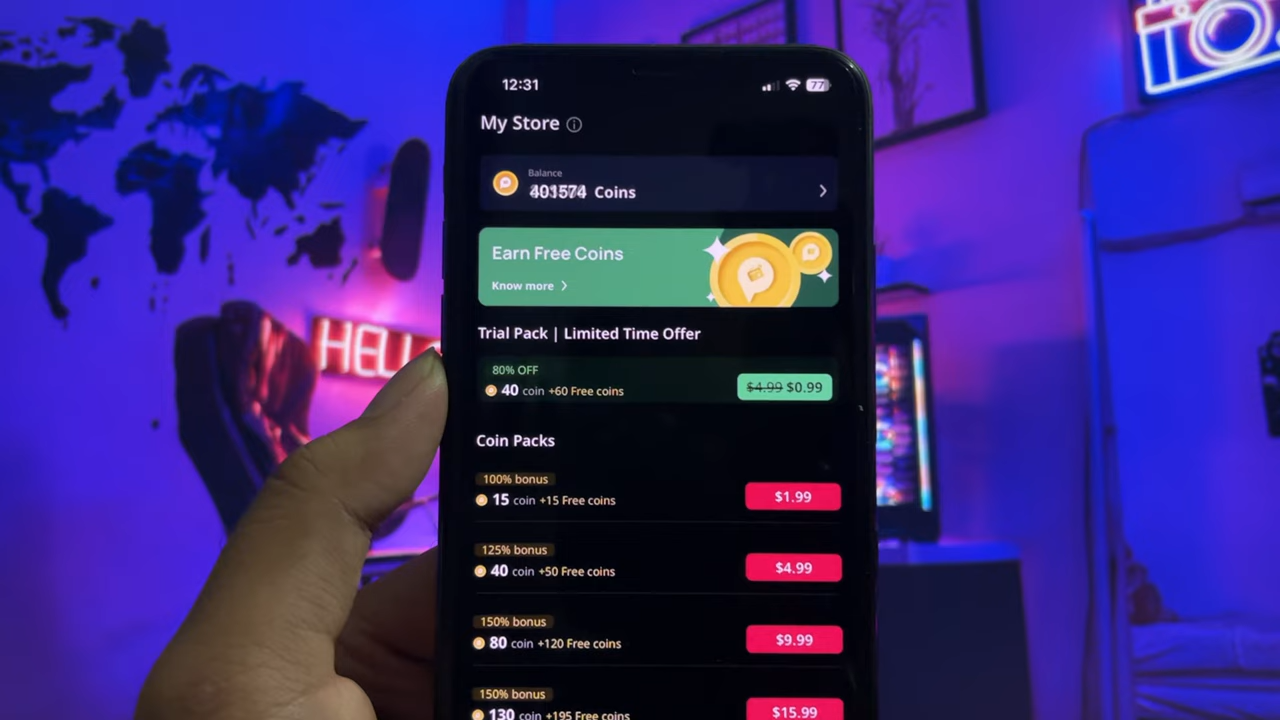 12:31
77
My Store
Balance
401574 Coins
Earn Free Coins
Know more
Trial Pack | Limited Time Offer
80% OFF
40 coin +60 Free coins
$4.99 $0.99
Coin Packs
100% bonus
15 coin +15 Free coins
$1.99
125% bonus
40 coin +50 Free coins
$4.99
150% bonus
80 coin +120 Free coins
$9.99
150% bonus
130 coin +195 Free coins
$15.99